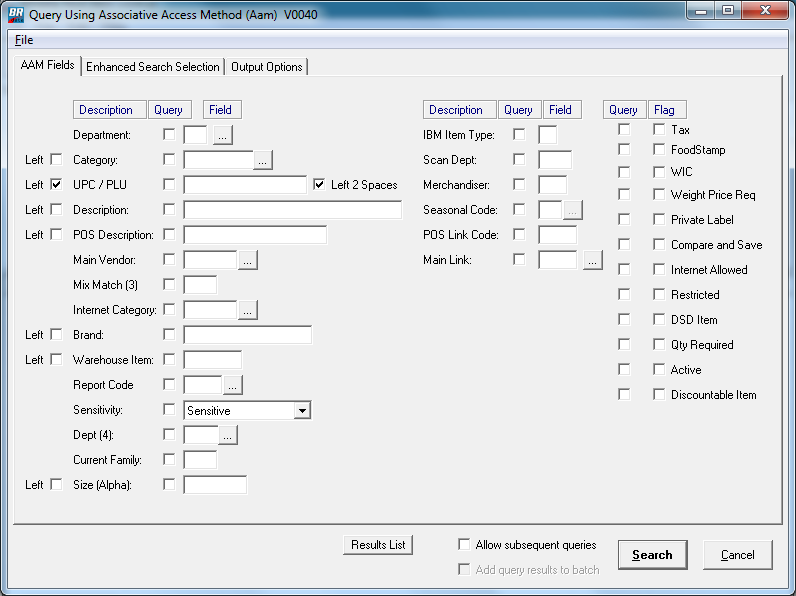 BR Query Using Associative Access Method (Aam) V0040
File
AAM Fields Enhanced Search Selection Output Options
Description Query Field Description Query Field Query Flag
Department: ... IBM Item Type: Tax
Left Category: ... Scan Dept: FoodStamp
Left UPC / PLU Left 2 Spaces Merchandiser: WIC
Left Description: Seasonal Code: ... Weight Price Req
Left POS Description: POS Link Code: Private Label
Main Vendor: ... Main Link: ... Compare and Save
Mix Match (3) Internet Allowed
Internet Category: ... Restricted
Left Brand: DSD Item
Left Warehouse Item: Qty Required
Report Code ... Active
Sensitivity: Sensitive Discountable Item
Dept (4): ...
Current Family:
Left Size (Alpha):
Results List Allow subsequent queries Search Cancel
Add query results to batch